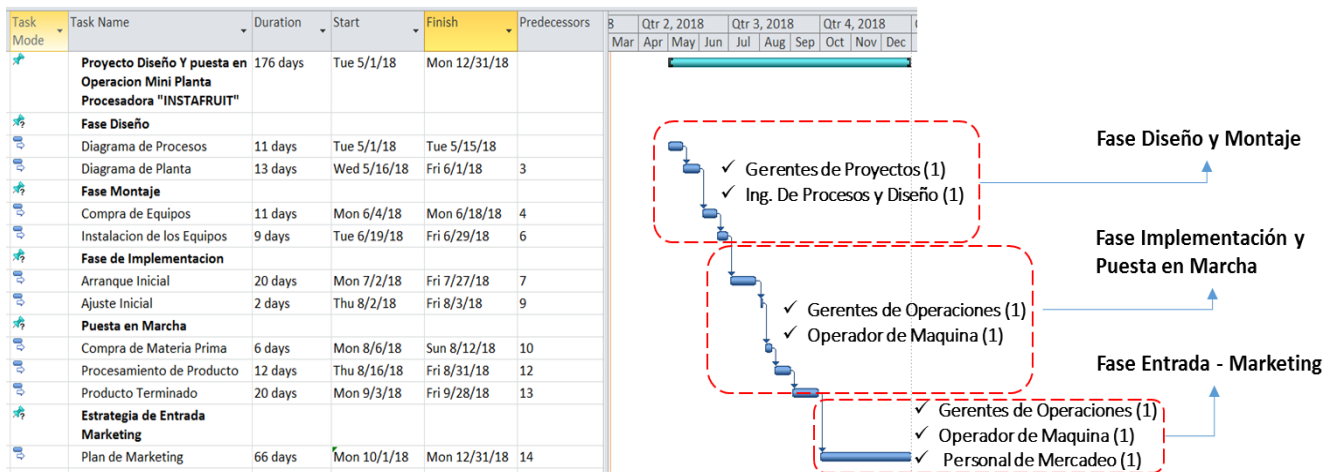 Task Mode Task Name Duration Start Finish Predecessors
8 Qtr 2, 2018 Qtr 3, 2018 Qtr 4, 2018
Mar Apr May Jun Jul Aug Sep Oct Nov Dec
Proyecto Diseño Y puesta en 176 days Tue 5/1/18 Mon 12/31/18
Operacion Mini Planta
Procesadora "INSTAFRUIT"
Fase Diseño
Diagrama de Procesos 11 days Tue 5/1/18 Tue 5/15/18
Diagrama de Planta 13 days Wed 5/16/18 Fri 6/1/18 3
Fase Montaje
Compra de Equipos 11 days Mon 6/4/18 Mon 6/18/18 4
Instalacion de los Equipos 9 days Tue 6/19/18 Fri 6/29/18 6
Fase de Implementacion
Arranque Inicial 20 days Mon 7/2/18 Fri 7/27/18 7
Ajuste Inicial 2 days Thu 8/2/18 Fri 8/3/18 9
Puesta en Marcha
Compra de Materia Prima 6 days Mon 8/6/18 Sun 8/12/18 10
Procesamiento de Producto 12 days Thu 8/16/18 Fri 8/31/18 12
Producto Terminado 20 days Mon 9/3/18 Fri 9/28/18 13
Estrategia de Entrada
Marketing
Plan de Marketing 66 days Mon 10/1/18 Mon 12/31/18 14
✓ Gerentes de Proyectos (1)
✓ Ing. De Procesos y Diseño (1)
Fase Diseño y Montaje
✓ Gerentes de Operaciones (1)
✓ Operador de Maquina (1)
Fase Implementación y
Puesta en Marcha
✓ Gerentes de Operaciones (1)
✓ Operador de Maquina (1)
✓ Personal de Mercadeo (1)
Fase Entrada - Marketing